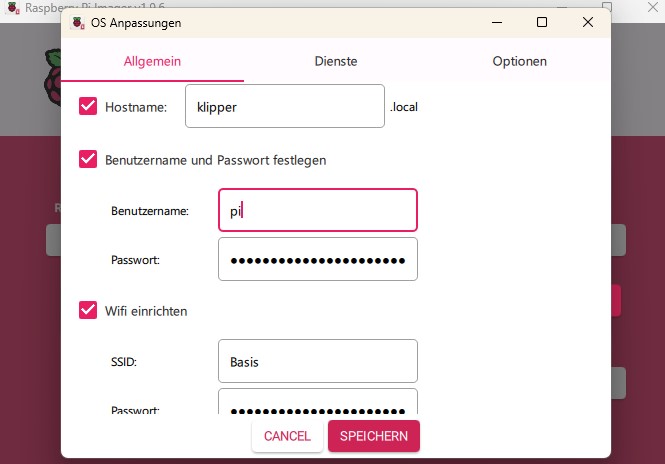 Raspberry Pi Imager v1.9.6
OS Anpassungen
Allgemein Dienste Optionen
Hostname: klipper .local
Benutzername und Passwort festlegen
Benutzername: pi
Passwort: ••••••••••••••••••••••
Wifi einrichten
SSID: Basis
Passwort: ••••••••••••••••••••••
CANCEL SPEICHERN